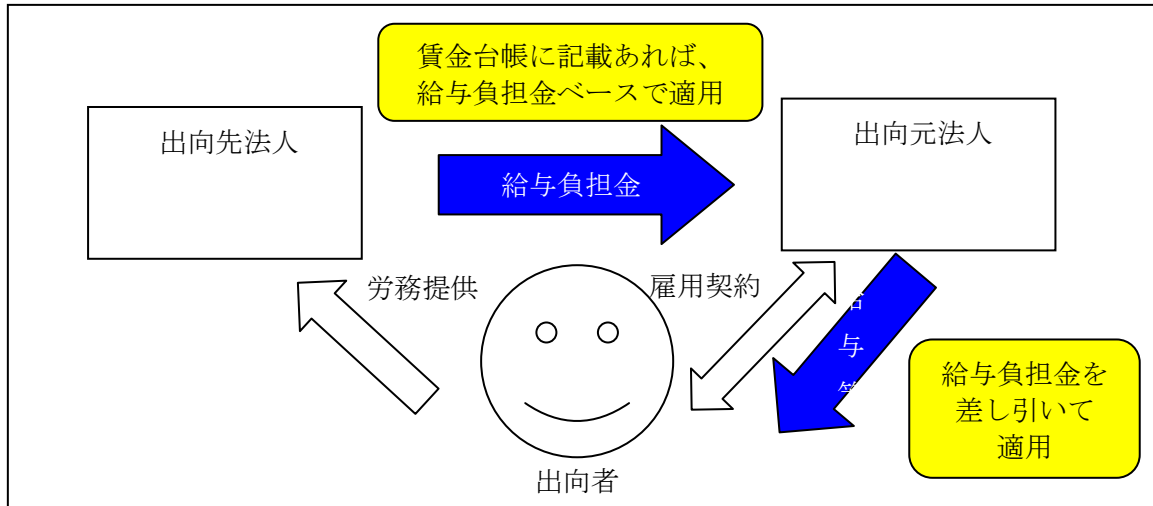 賃金台帳に記載あれば、
給与負担金ベースで適用
出向先法人
出向元法人
給与負担金
労務提供
雇用契約
与
給与負担金を
差し引いて
適用
出向者